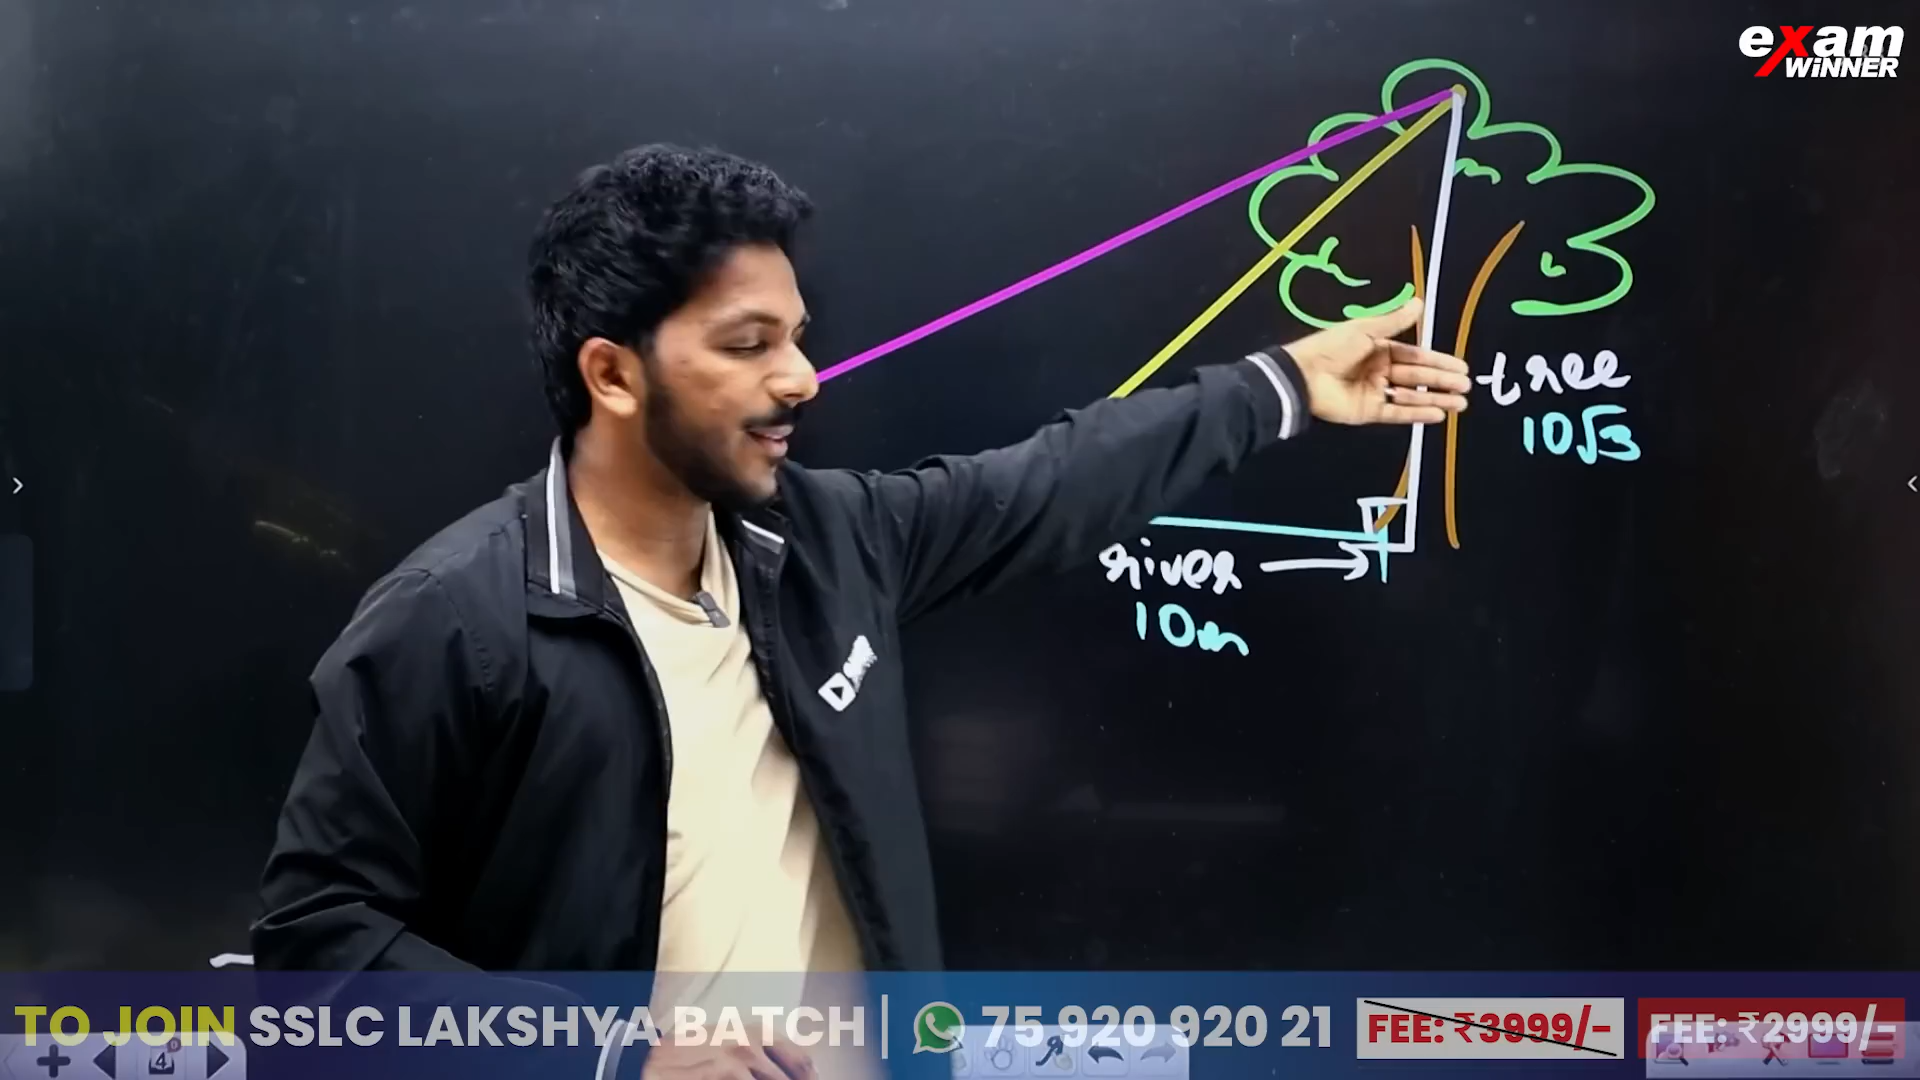 exam
WiNNER
tree
10√3
river
10m
TO JOIN SSLC LAKSHYA BATCH | 75 920 920 21 FEE: ₹3999/- FEE: ₹2999/-
4